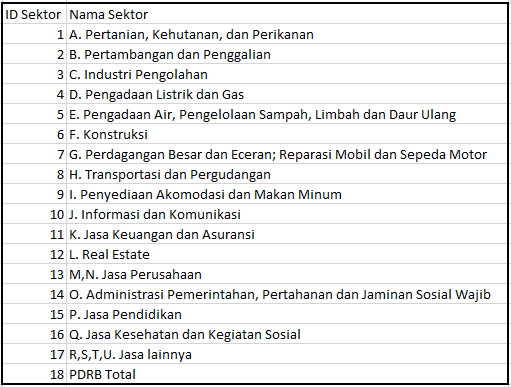 ID Sektor Nama Sektor
1 A. Pertanian, Kehutanan, dan Perikanan
2 B. Pertambangan dan Penggalian
3 C. Industri Pengolahan
4 D. Pengadaan Listrik dan Gas
5 E. Pengadaan Air, Pengelolaan Sampah, Limbah dan Daur Ulang
6 F. Konstruksi
7 G. Perdagangan Besar dan Eceran; Reparasi Mobil dan Sepeda Motor
8 H. Transportasi dan Pergudangan
9 I. Penyediaan Akomodasi dan Makan Minum
10 J. Informasi dan Komunikasi
11 K. Jasa Keuangan dan Asuransi
12 L. Real Estate
13 M,N. Jasa Perusahaan
14 O. Administrasi Pemerintahan, Pertahanan dan Jaminan Sosial Wajib
15 P. Jasa Pendidikan
16 Q. Jasa Kesehatan dan Kegiatan Sosial
17 R,S,T,U. Jasa lainnya
18 PDRB Total